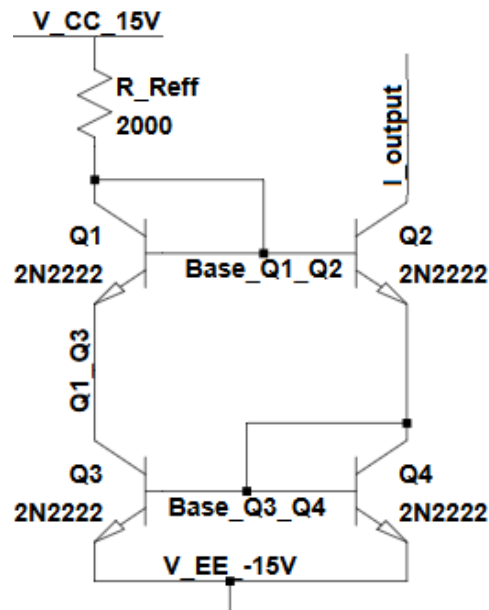 V_CC_15V
R_Reff
2000
I_output
Q1
Q2
2N2222
Base_Q1_Q2
2N2222
Q1_Q3
Q3
Q4
2N2222
Base_Q3_Q4
2N2222
V_EE_-15V